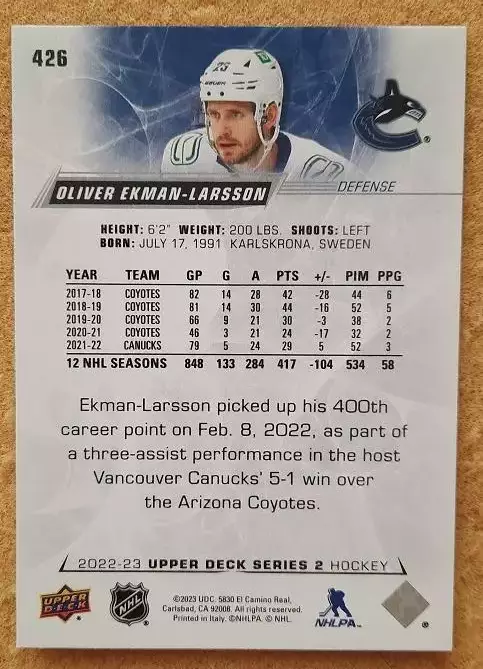 426
25
OLIVER EKMAN-LARSSON
DEFENSE
HEIGHT: 6'2" WEIGHT: 200 LBS. SHOOTS: LEFT
BORN: JULY 17, 1991 KARLSKRONA, SWEDEN
YEAR TEAM GP G A PTS +/- PIM PPG
2017-18 COYOTES 82 14 28 42 -28 44 6
2018-19 COYOTES 81 14 30 44 -16 52 5
2019-20 COYOTES 66 9 21 30 -3 38 2
2020-21 COYOTES 46 3 21 24 -17 32 2
2021-22 CANUCKS 79 5 24 29 5 52 3
12 NHL SEASONS 848 133 284 417 -104 534 58
Ekman-Larsson picked up his 400th
career point on Feb. 8, 2022, as part of
a three-assist performance in the host
Vancouver Canucks' 5-1 win over
the Arizona Coyotes.
2022-23 UPPER DECK SERIES 2 HOCKEY
UPPER DECK
NHL
©2023 UDC. 5830 El Camino Real,
Carlsbad, CA 92008. All rights reserved.
Printed in Italy. ©NHLPA. © NHL.
NHLPA